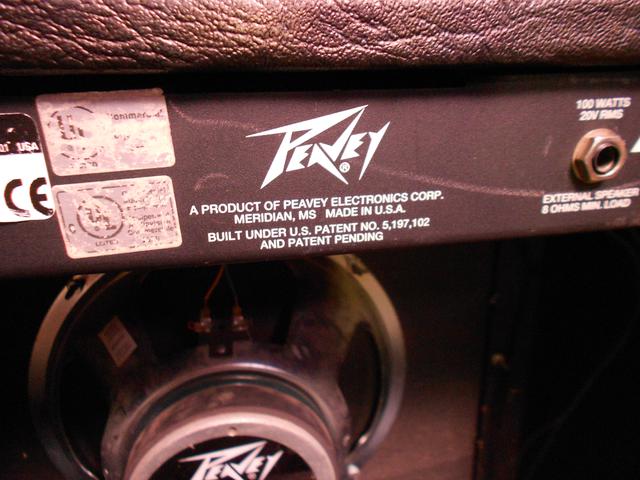 100 WATTS
20V RMS
PEAVEY®
USA
CE
A PRODUCT OF PEAVEY ELECTRONICS CORP.
MERIDIAN, MS MADE IN U.S.A.
BUILT UNDER U.S. PATENT NO. 5,197,102
AND PATENT PENDING
EXTERNAL SPEAKER
8 OHMS MIN. LOAD
LISTED
PEAVEY